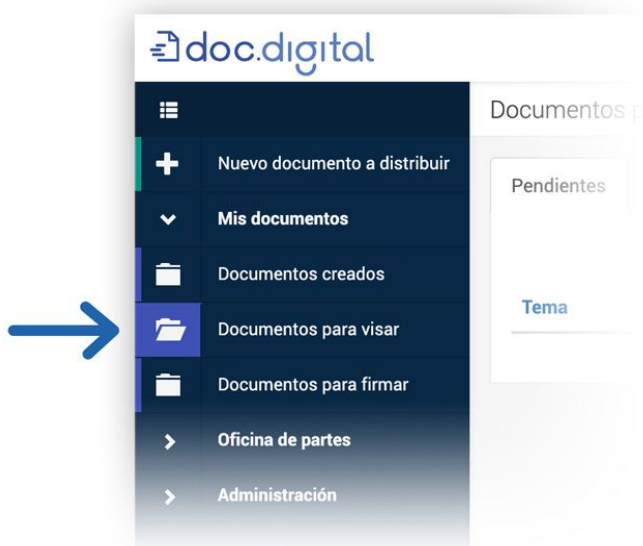 doc.digital
Documentos
Nuevo documento a distribuir
Pendientes
Mis documentos
Documentos creados
Tema
Documentos para visar
Documentos para firmar
Oficina de partes
Administración